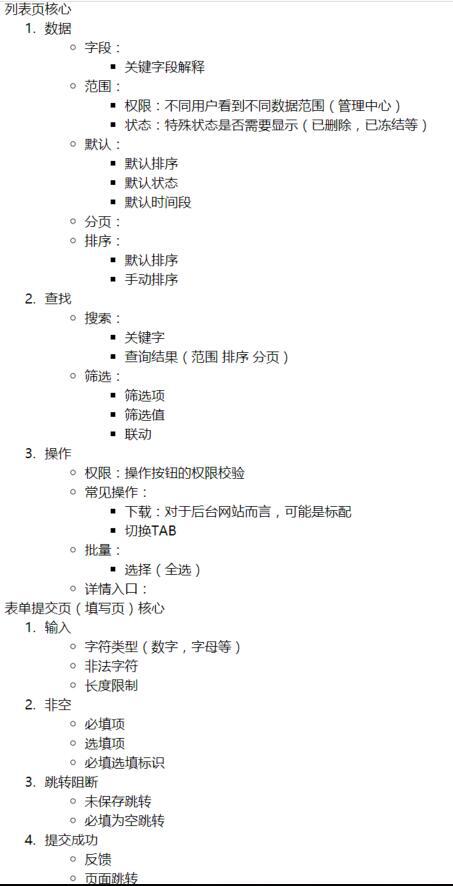 列表页核心
1. 数据
○ 字段：
■ 关键字段解释
○ 范围：
■ 权限：不同用户看到不同数据范围（管理中心）
■ 状态：特殊状态是否需要显示（已删除，已冻结等）
○ 默认：
■ 默认排序
■ 默认状态
■ 默认时间段
○ 分页：
○ 排序：
■ 默认排序
■ 手动排序
2. 查找
○ 搜索：
■ 关键字
■ 查询结果（范围 排序 分页）
○ 筛选：
■ 筛选项
■ 筛选值
■ 联动
3. 操作
○ 权限：操作按钮的权限校验
○ 常见操作：
■ 下载：对于后台网站而言，可能是标配
■ 切换TAB
○ 批量：
■ 选择（全选）
○ 详情入口：
表单提交页（填写页）核心
1. 输入
○ 字符类型（数字，字母等）
○ 非法字符
○ 长度限制
2. 非空
○ 必填项
○ 选填项
○ 必填选填标识
3. 跳转阻断
○ 未保存跳转
○ 必填为空跳转
4. 提交成功
○ 反馈
○ 页面跳转